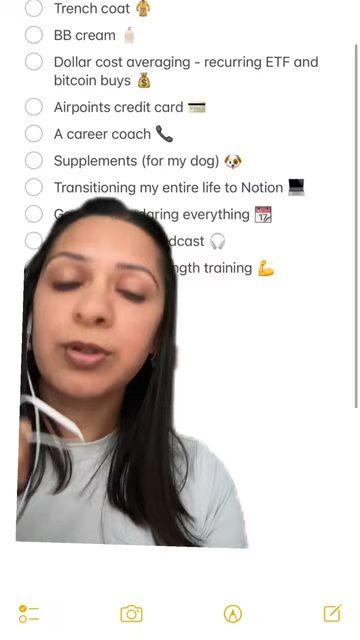 Trench coat 🧥
BB cream 🧴
Dollar cost averaging - recurring ETF and
bitcoin buys 💰
Airpoints credit card 💳
A career coach 📞
Supplements (for my dog) 🐶
Transitioning my entire life to Notion 💻
everything 📆
🎧
training 💪